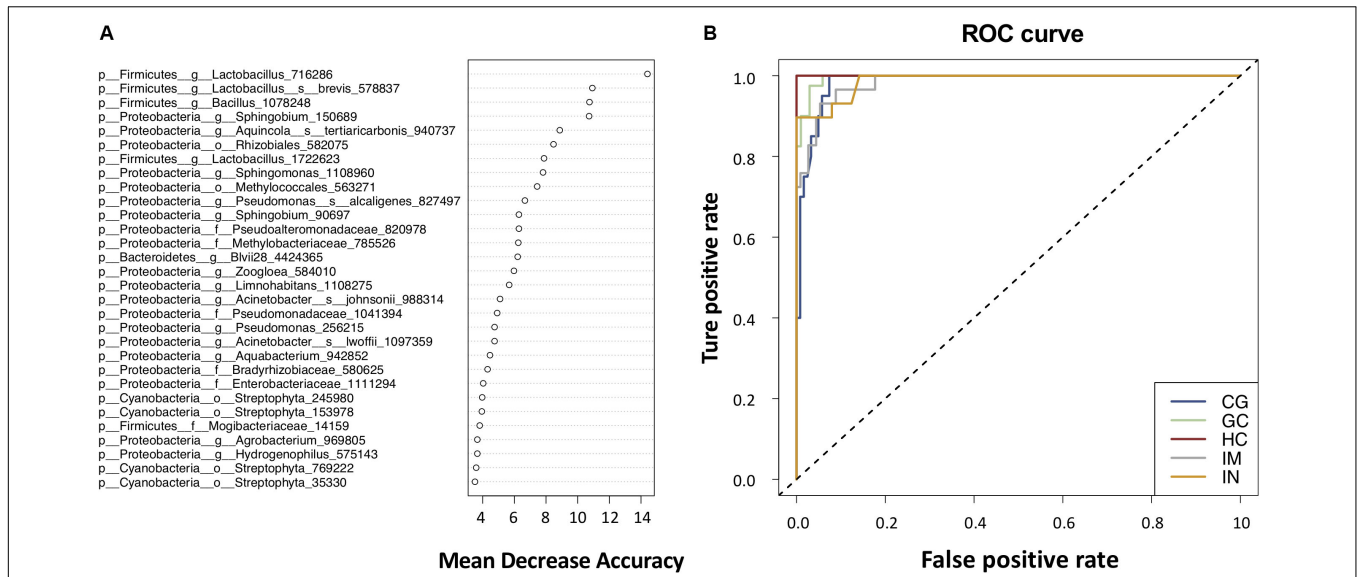 A
p__Firmicutes__g__Lactobacillus_716286
p__Firmicutes__g__Lactobacillus__s__brevis_578837
p__Firmicutes__g__Bacillus_1078248
p__Proteobacteria__g__Sphingobium_150689
p__Proteobacteria__g__Aquincola__s__tertiaricarbonis_940737
p__Proteobacteria__o__Rhizobiales_582075
p__Firmicutes__g__Lactobacillus_1722623
p__Proteobacteria__g__Sphingomonas_1108960
p__Proteobacteria__o__Methylococcales_563271
p__Proteobacteria__g__Pseudomonas__s__alcaligenes_827497
p__Proteobacteria__g__Sphingobium_90697
p__Proteobacteria__f__Pseudoalteromonadaceae_820978
p__Proteobacteria__f__Methylobacteriaceae_785526
p__Bacteroidetes__g__Blvii28_4424365
p__Proteobacteria__g__Zoogloea_584010
p__Proteobacteria__g__Limnohabitans_1108275
p__Proteobacteria__g__Acinetobacter__s__johnsonii_988314
p__Proteobacteria__f__Pseudomonadaceae_1041394
p__Proteobacteria__g__Pseudomonas_256215
p__Proteobacteria__g__Acinetobacter__s__lwoffii_1097359
p__Proteobacteria__g__Aquabacterium_942852
p__Proteobacteria__f__Bradyrhizobiaceae_580625
p__Proteobacteria__f__Enterobacteriaceae_1111294
p__Cyanobacteria__o__Streptophyta_245980
p__Cyanobacteria__o__Streptophyta_153978
p__Firmicutes__f__Mogibacteriaceae_14159
p__Proteobacteria__g__Agrobacterium_969805
p__Proteobacteria__g__Hydrogenophilus_575143
p__Cyanobacteria__o__Streptophyta_769222
p__Cyanobacteria__o__Streptophyta_35330
4 6 8 10 12 14
Mean Decrease Accuracy
B
ROC curve
Ture positive rate
1.0
0.8
0.6
0.4
0.2
0.0
CG
GC
HC
IM
IN
0.0 0.2 0.4 0.6 0.8 10
False positive rate